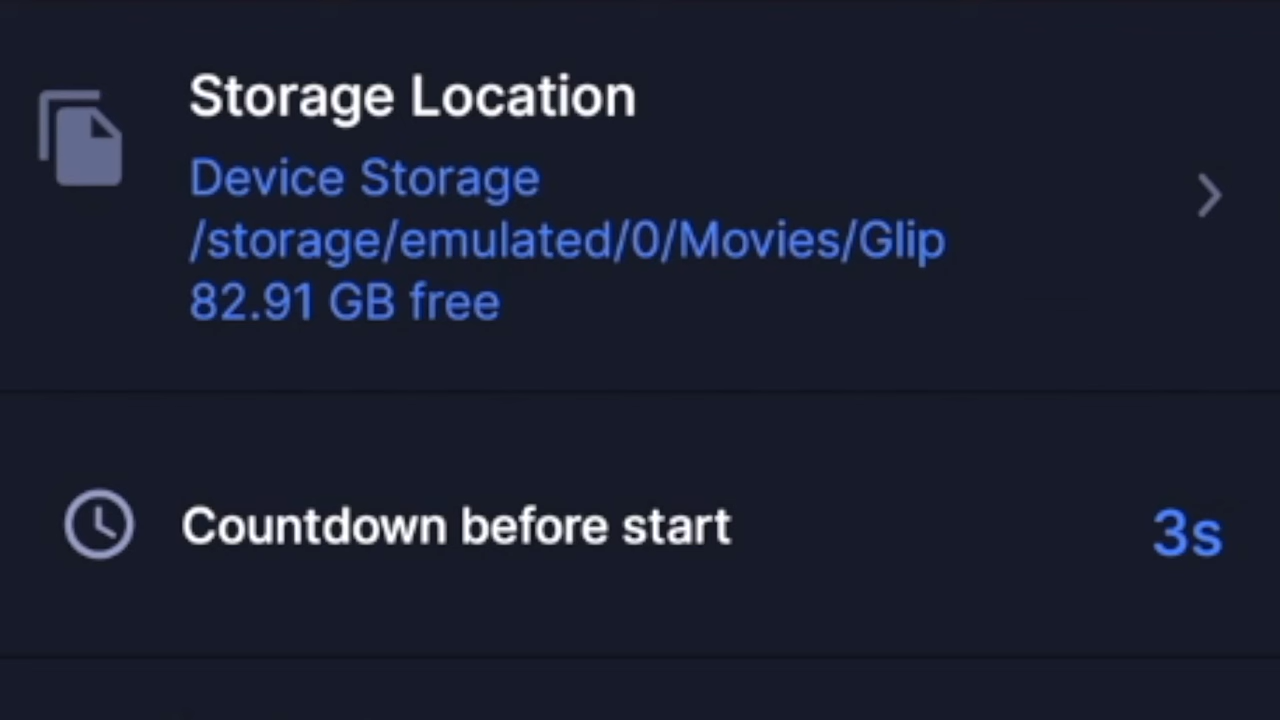 Storage Location
Device Storage
/storage/emulated/0/Movies/Glip
82.91 GB free
Countdown before start
3s